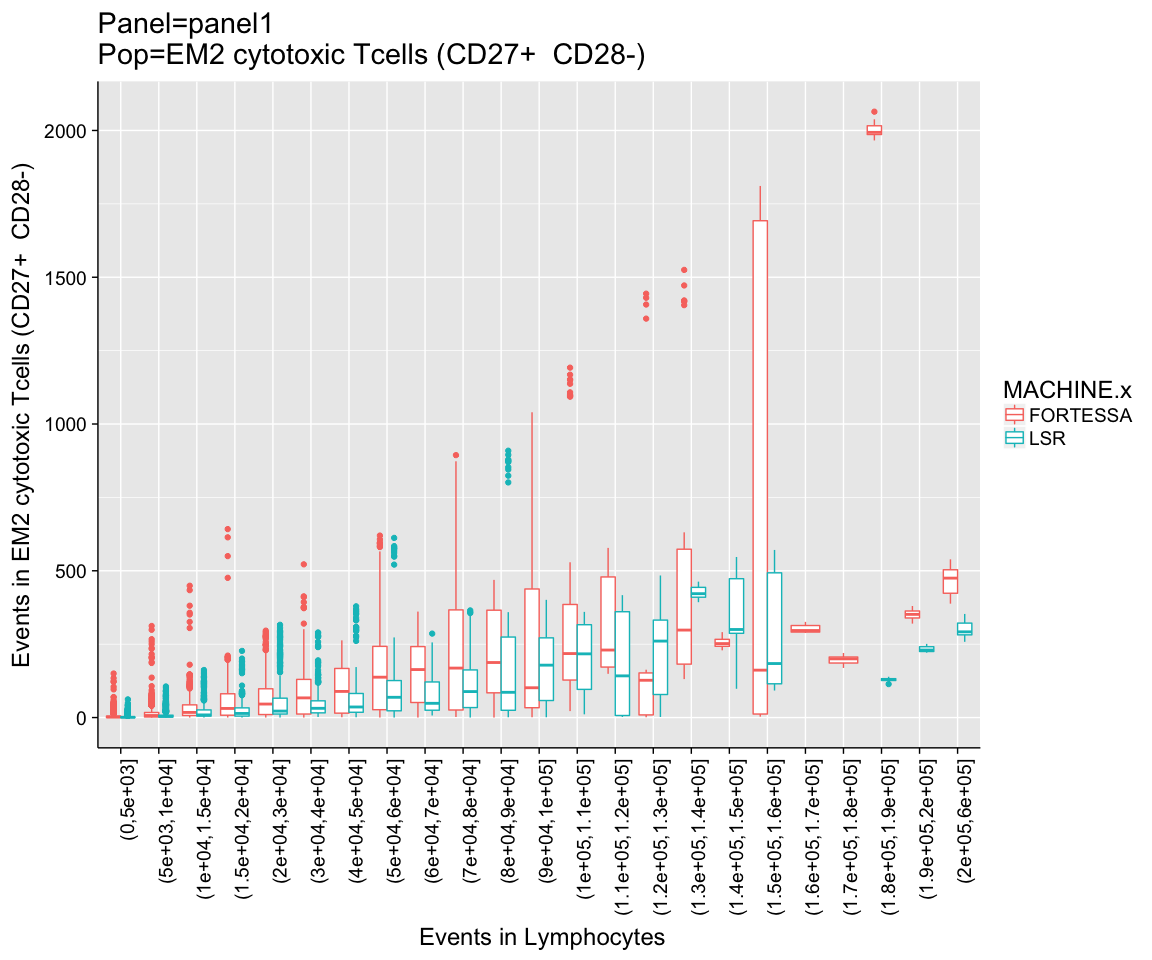 Panel=panel1
Pop=EM2 cytotoxic Tcells (CD27+  CD28-)
Events in EM2 cytotoxic Tcells (CD27+  CD28-)
2000
1500
1000
500
0
(0,5e+03]
(5e+03,1e+04]
(1e+04,1.5e+04]
(1.5e+04,2e+04]
(2e+04,3e+04]
(3e+04,4e+04]
(4e+04,5e+04]
(5e+04,6e+04]
(6e+04,7e+04]
(7e+04,8e+04]
(8e+04,9e+04]
(9e+04,1e+05]
(1e+05,1.1e+05]
(1.1e+05,1.2e+05]
(1.2e+05,1.3e+05]
(1.3e+05,1.4e+05]
(1.4e+05,1.5e+05]
(1.5e+05,1.6e+05]
(1.6e+05,1.7e+05]
(1.7e+05,1.8e+05]
(1.8e+05,1.9e+05]
(1.9e+05,2e+05]
(2e+05,6e+05]
Events in Lymphocytes
MACHINE.x
FORTESSA
LSR